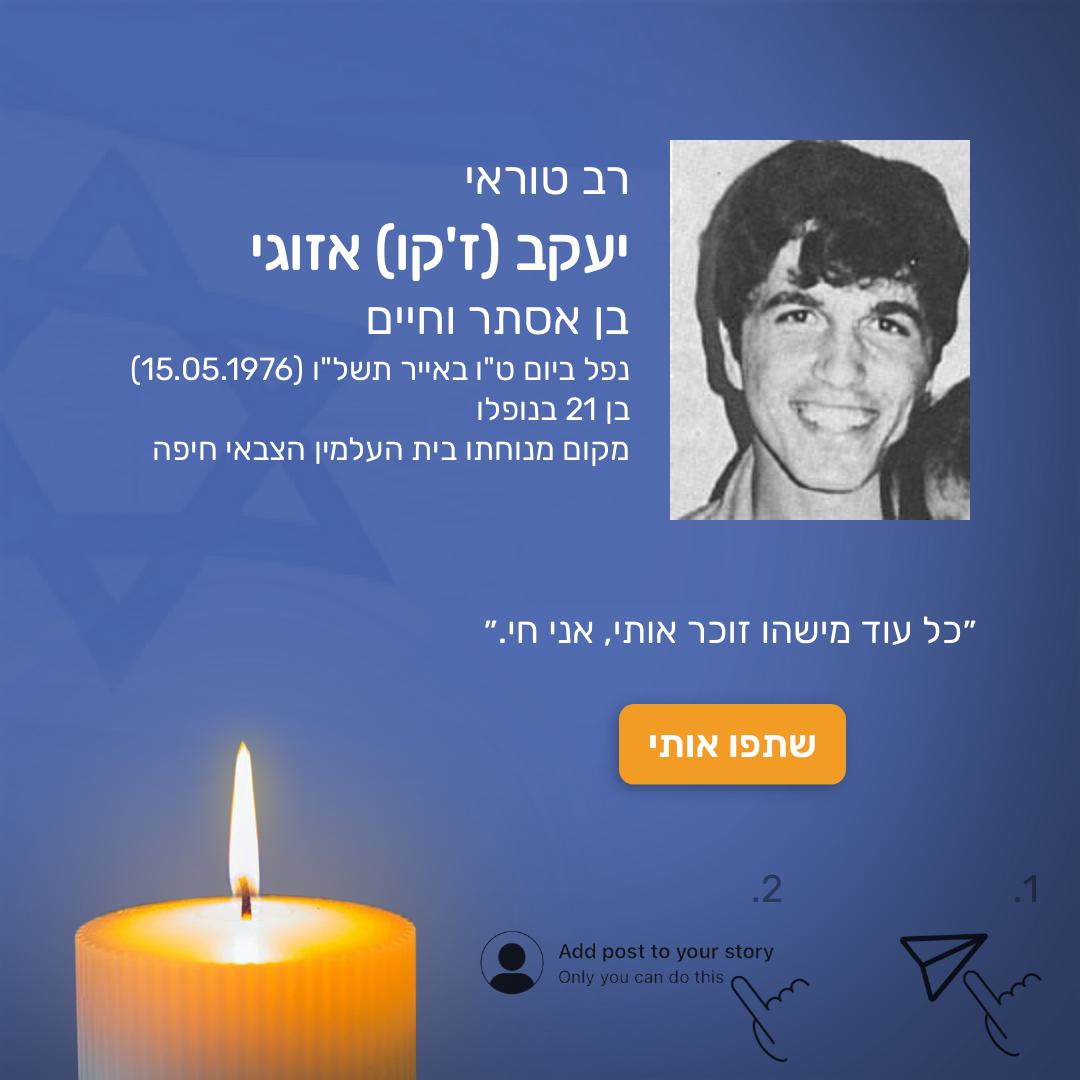 רב טוראי
יעקב (ז'קו) אזוגי
בן אסתר וחיים
נפל ביום ט"ו באייר תשל"ו (15.05.1976)
בן 21 בנופלו
מקום מנוחתו בית העלמין הצבאי חיפה
״כל עוד מישהו זוכר אותי, אני חי.״
שתפו אותי
.1
.2
Add post to your story
Only you can do this